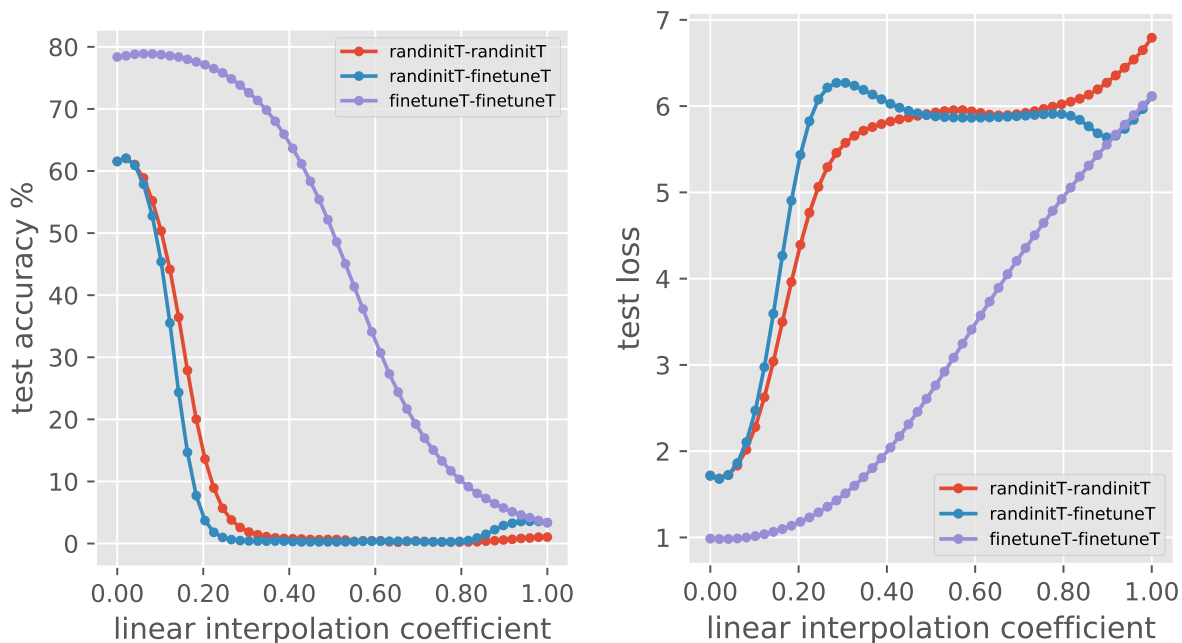 test accuracy %
80
70
60
50
40
30
20
10
0
0.00 0.20 0.40 0.60 0.80 1.00
linear interpolation coefficient
randinitT-randinitT
randinitT-finetuneT
finetuneT-finetuneT
test loss
7
6
5
4
3
2
1
0.00 0.20 0.40 0.60 0.80 1.00
linear interpolation coefficient
randinitT-randinitT
randinitT-finetuneT
finetuneT-finetuneT